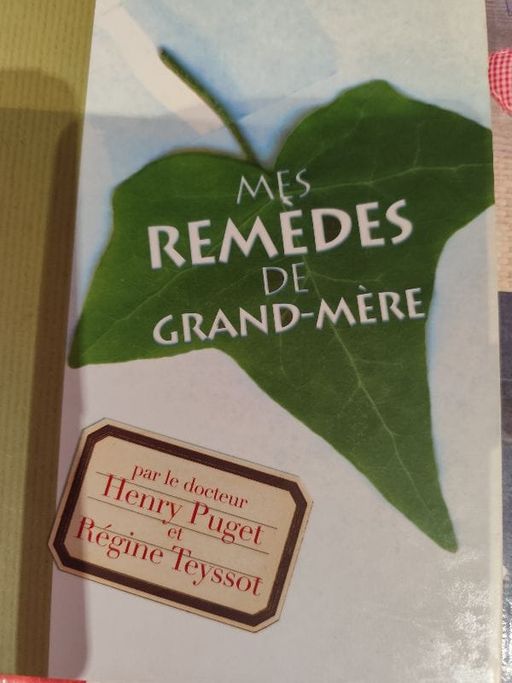 MES
REMÈDES
DE
GRAND-MÈRE
par le docteur
Henry Puget
et
Régine Teyssot